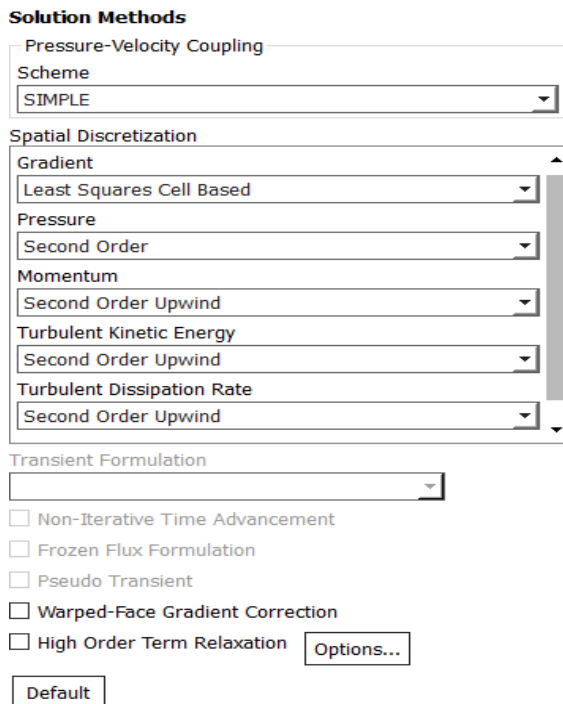 Solution Methods
Pressure-Velocity Coupling
Scheme
SIMPLE
Spatial Discretization
Gradient
Least Squares Cell Based
Pressure
Second Order
Momentum
Second Order Upwind
Turbulent Kinetic Energy
Second Order Upwind
Turbulent Dissipation Rate
Second Order Upwind
Transient Formulation
Non-Iterative Time Advancement
Frozen Flux Formulation
Pseudo Transient
Warped-Face Gradient Correction
High Order Term Relaxation Options...
Default